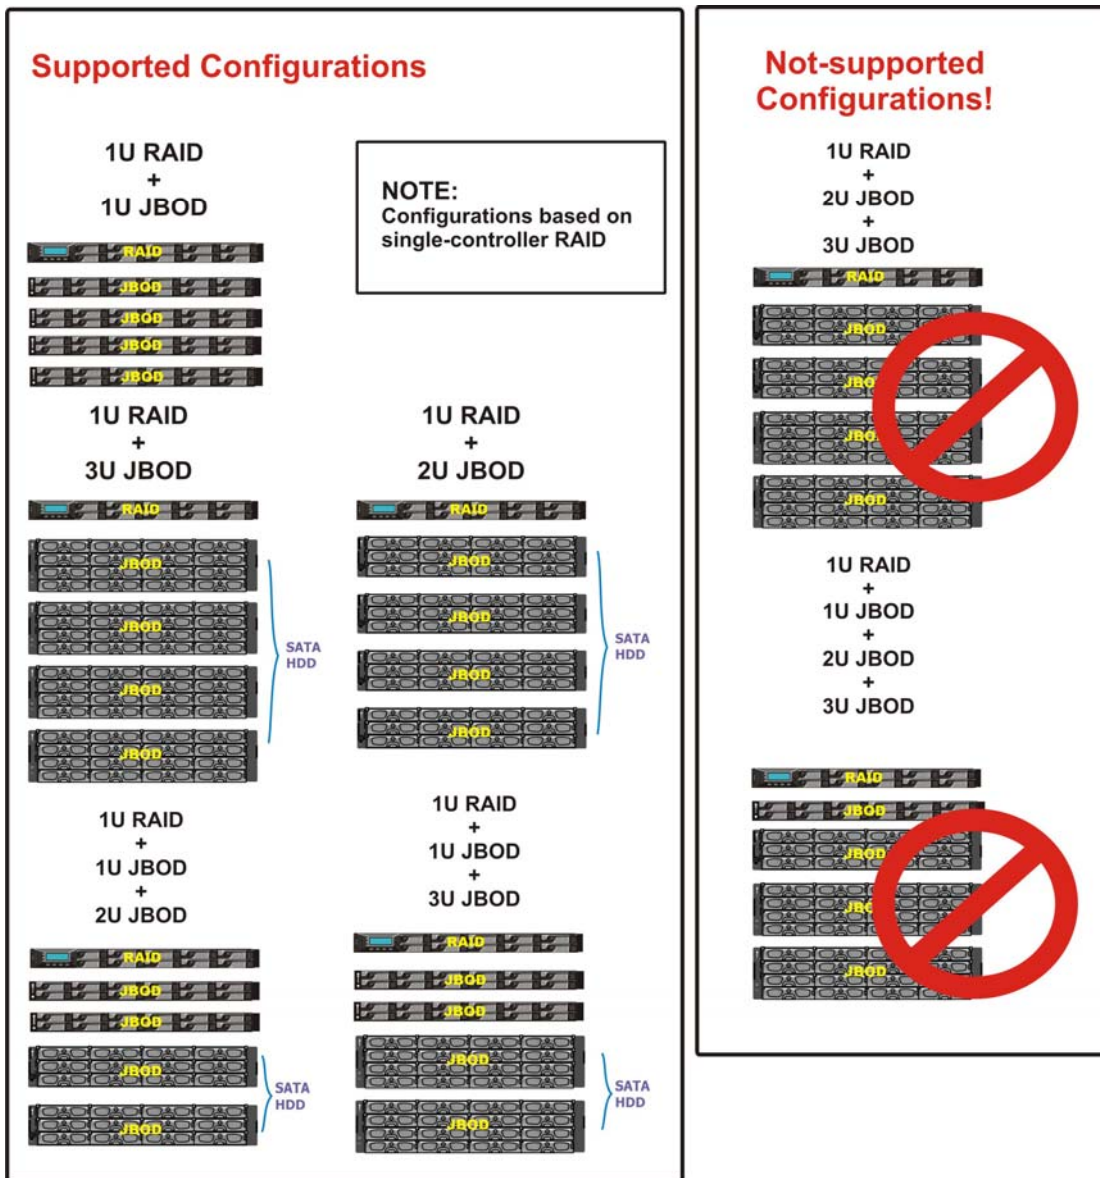 Supported Configurations
1U RAID
+
1U JBOD
NOTE:
Configurations based on
single-controller RAID
RAID
JBOD
JBOD
JBOD
JBOD
1U RAID
+
3U JBOD
RAID
JBOD
JBOD
JBOD
JBOD
SATA
HDD
1U RAID
+
2U JBOD
RAID
JBOD
JBOD
JBOD
JBOD
SATA
HDD
1U RAID
+
1U JBOD
+
2U JBOD
RAID
JBOD
JBOD
JBOD
JBOD
SATA
HDD
1U RAID
+
1U JBOD
+
3U JBOD
RAID
JBOD
JBOD
JBOD
JBOD
SATA
HDD
Not-supported
Configurations!
1U RAID
+
2U JBOD
+
3U JBOD
RAID
JBOD
JBOD
JBOD
JBOD
1U RAID
+
1U JBOD
+
2U JBOD
+
3U JBOD
RAID
JBOD
JBOD
JBOD
JBOD